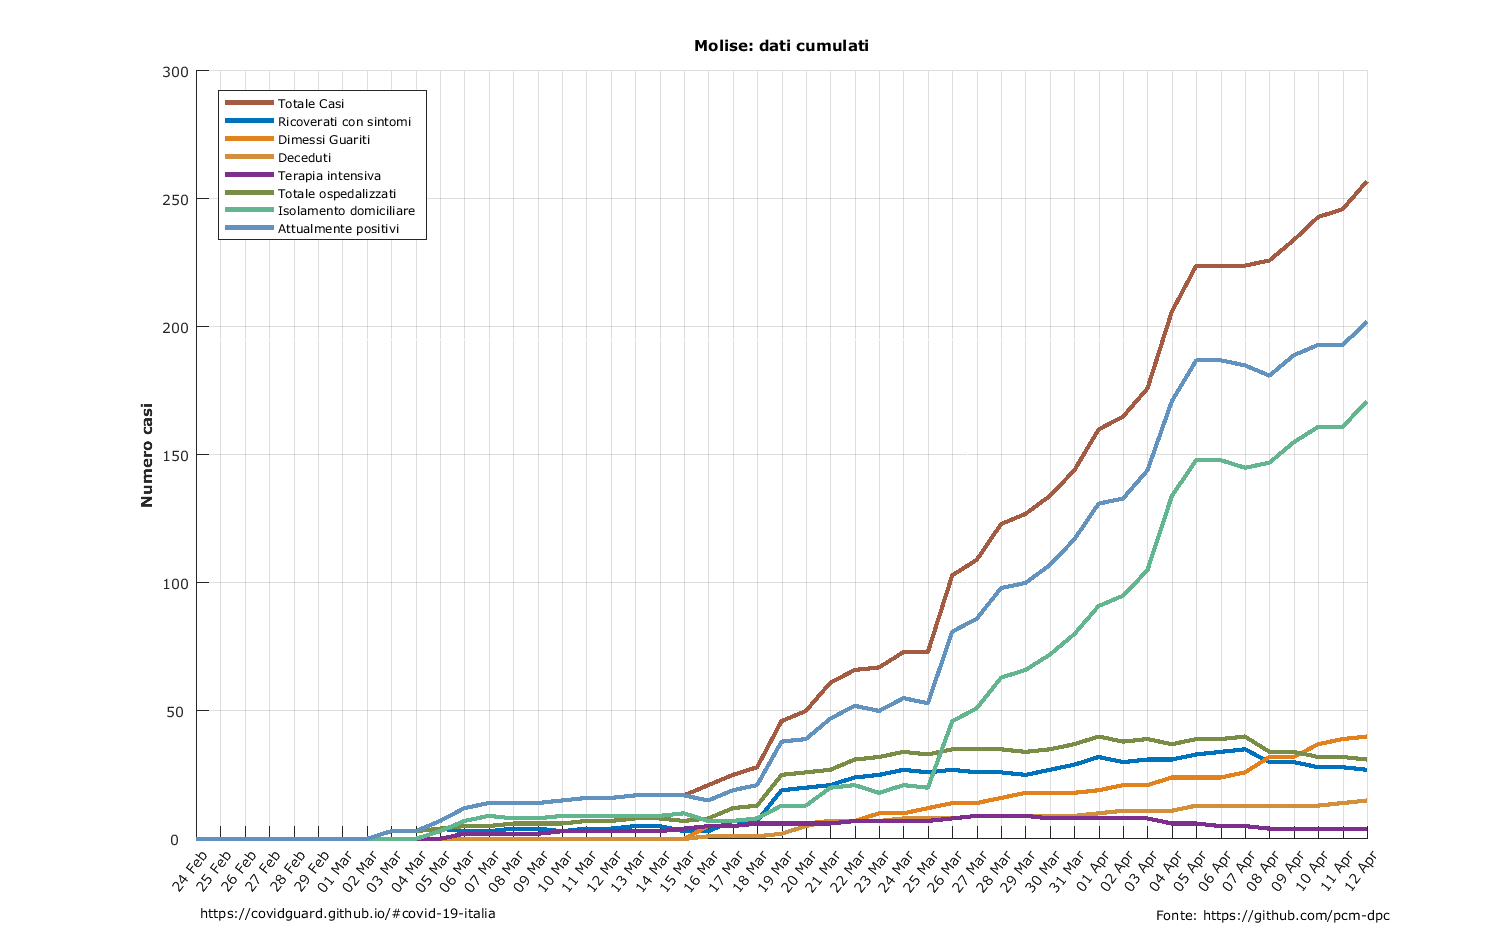 Molise: dati cumulati
300
250
200
150
100
50
0
Numero casi
Totale Casi
Ricoverati con sintomi
Dimessi Guariti
Deceduti
Terapia intensiva
Totale ospedalizzati
Isolamento domiciliare
Attualmente positivi
24 Feb
25 Feb
26 Feb
27 Feb
28 Feb
29 Feb
01 Mar
02 Mar
03 Mar
04 Mar
05 Mar
06 Mar
07 Mar
08 Mar
09 Mar
10 Mar
11 Mar
12 Mar
13 Mar
14 Mar
15 Mar
16 Mar
17 Mar
18 Mar
19 Mar
20 Mar
21 Mar
22 Mar
23 Mar
24 Mar
25 Mar
26 Mar
27 Mar
28 Mar
29 Mar
30 Mar
31 Mar
01 Apr
02 Apr
03 Apr
04 Apr
05 Apr
06 Apr
07 Apr
08 Apr
09 Apr
10 Apr
11 Apr
12 Apr
https://covidguard.github.io/#covid-19-italia
Fonte: https://github.com/pcm-dpc